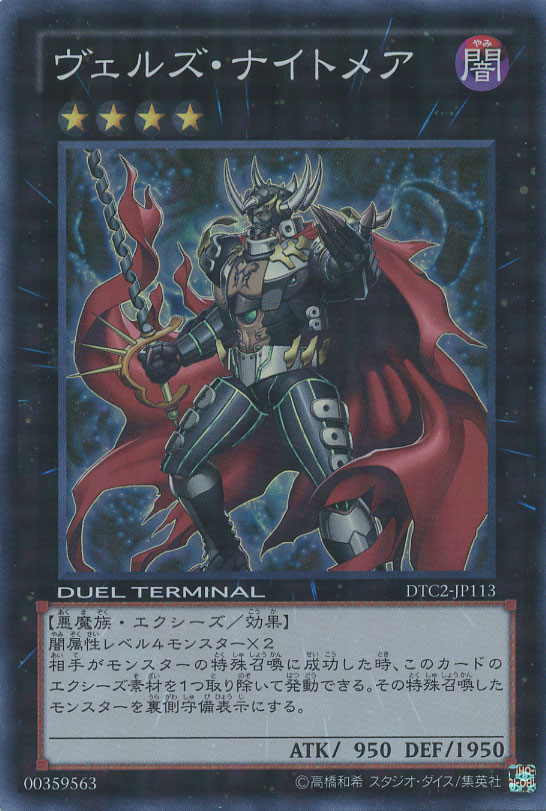 ヴェルズ・ナイトメア
やみ
闇
DUEL TERMINAL
DTC2-JP113
【悪魔族・エクシーズ/効果】
闇属性レベル4モンスター×2
相手がモンスターの特殊召喚に成功した時、このカードの
エクシーズ素材を1つ取り除いて発動できる。その特殊召喚した
モンスターを裏側守備表示にする。
ATK/ 950 DEF/1950
00359563
©高橋和希 スタジオ・ダイス/集英社